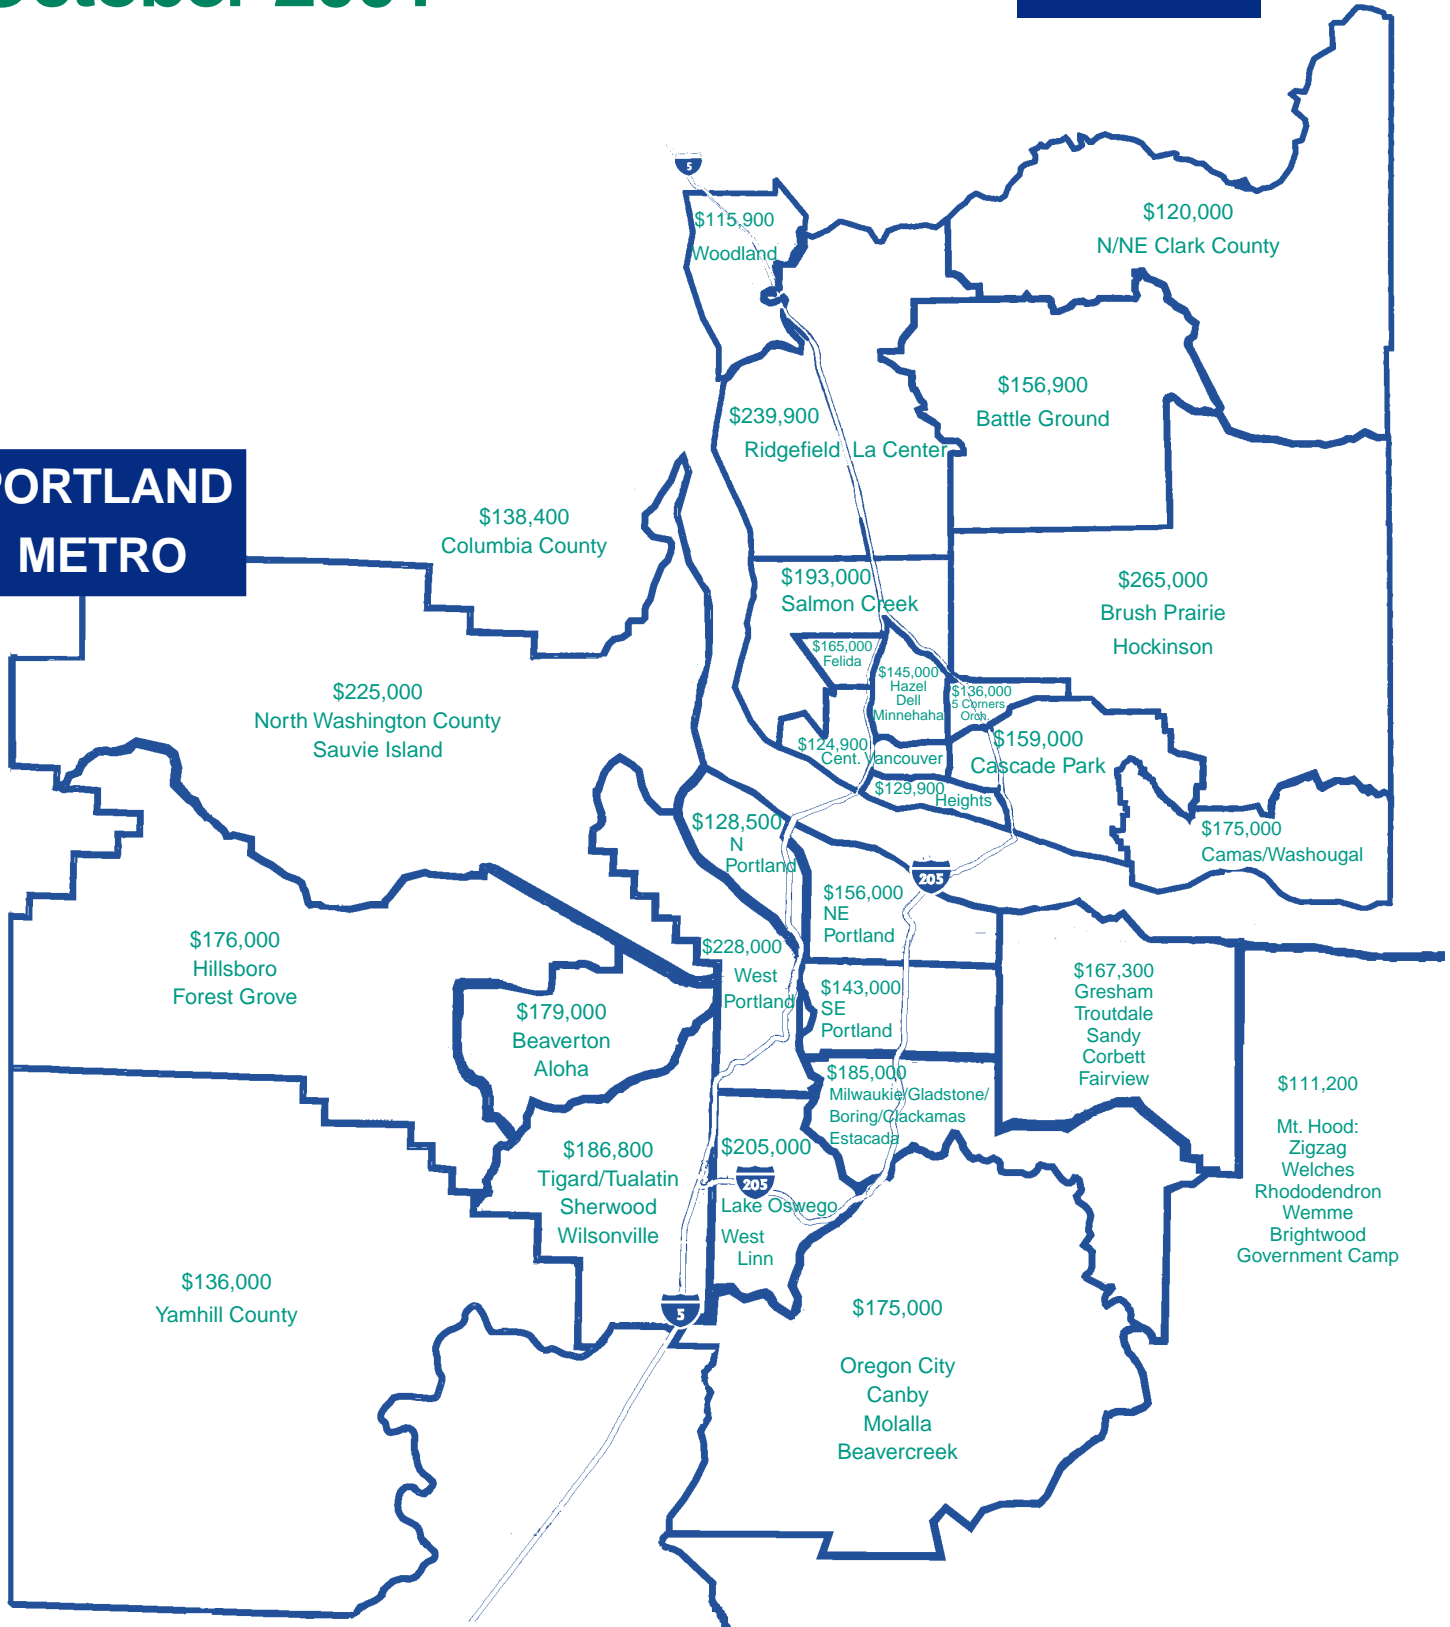 5
$115,900
Woodland
$120,000
N/NE Clark County
$156,900
Battle Ground
$239,900
Ridgefield La Center
PORTLAND
METRO
$138,400
Columbia County
$193,000
Salmon Creek
$265,000
Brush Prairie
Hockinson
$165,000
Felida
$145,000
Hazel
Dell
Minnehaha
$136,000
5 Corners
Orch.
$225,000
North Washington County
Sauvie Island
$124,900
Cent. Vancouver
$159,000
Cascade Park
$129,900
Heights
$128,500
N
Portland
$175,000
Camas/Washougal
205
$156,000
NE
Portland
$176,000
Hillsboro
Forest Grove
$228,000
West
Portland
$179,000
Beaverton
Aloha
$143,000
SE
Portland
$167,300
Gresham
Troutdale
Sandy
Corbett
Fairview
$185,000
Milwaukie/Gladstone/
Boring/Clackamas
Estacada
$111,200
Mt. Hood:
Zigzag
Welches
Rhododendron
Wemme
Brightwood
Government Camp
$186,800
Tigard/Tualatin
Sherwood
Wilsonville
$205,000
205
Lake Oswego
West
Linn
$136,000
Yamhill County
5
$175,000
Oregon City
Canby
Molalla
Beavercreek